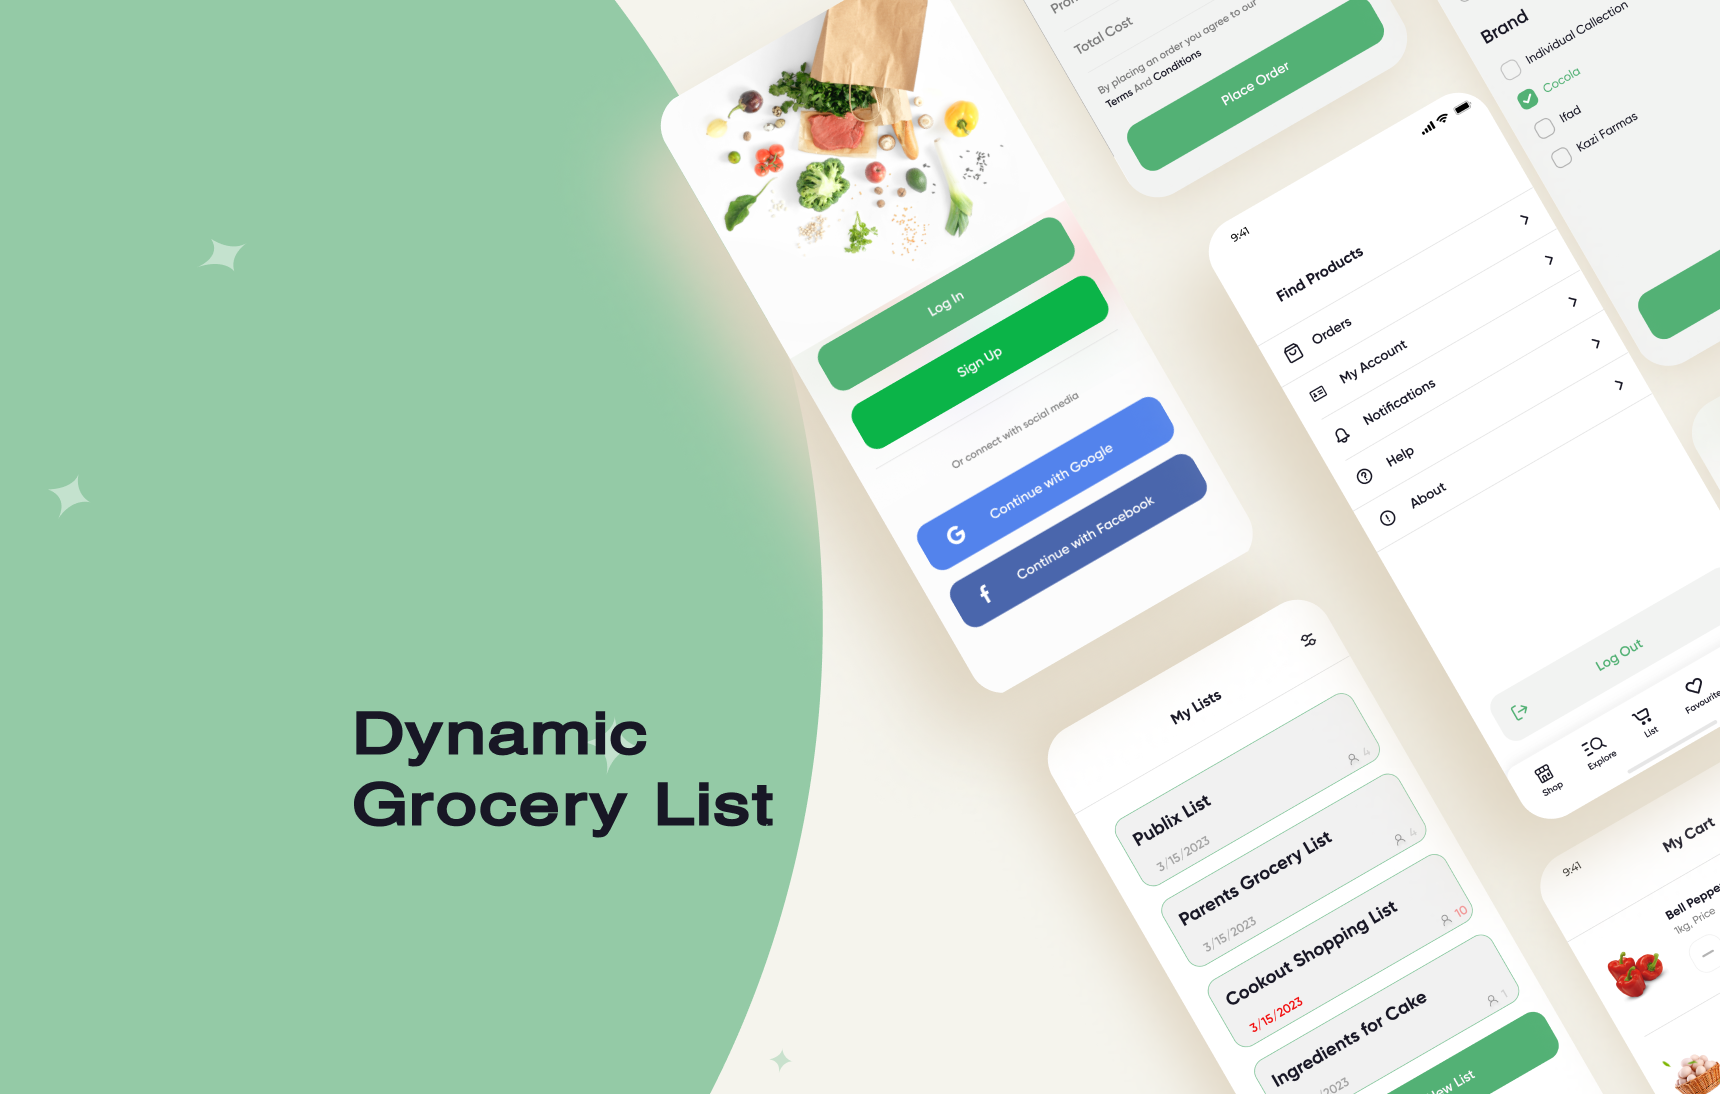 Dynamic
Grocery List
Log In
Sign Up
Or connect with social media
Continue with Google
Continue with Facebook
Total Cost
By placing an order you agree to our
Terms And Conditions
Place Order
Brand
Individual Collection
Cocola
Ifad
Kazi Farmas
9:41
Find Products
Orders
My Account
Notifications
Help
About
Log Out
Shop
Explore
List
Favourite
My Lists
Publix List
3/15/2023
4
Parents Grocery List
3/15/2023
4
Cookout Shopping List
3/15/2023
10
Ingredients for Cake
1
List
9:41
My Cart
Bell
1kg, Price